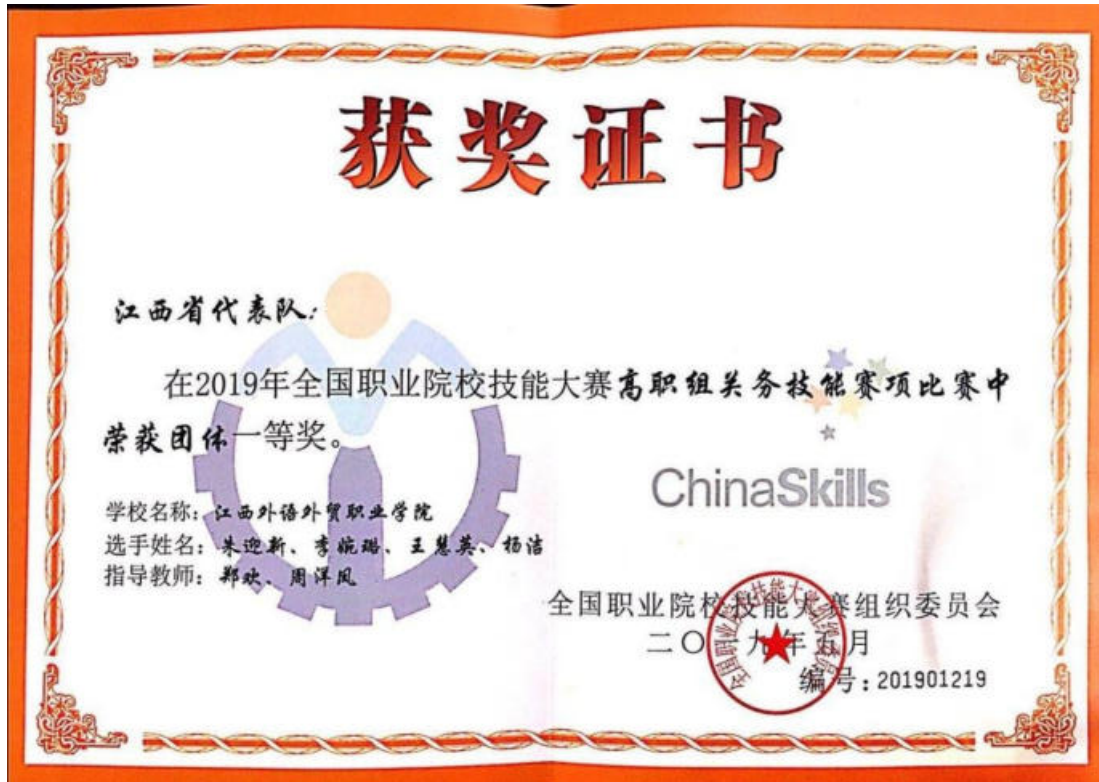 获奖证书
江西省代表队:
在2019年全国职业院校技能大赛高职组关务技能赛项比赛中
荣获团体一等奖。
ChinaSkills
学校名称:江西外语外贸职业学院
选手姓名:朱迎新、李婉璐、王慧英、杨洁
指导教师:郑欢、周洋凤
全国职业院校技能大赛组织委员会
二〇一九年五月
编号:201901219